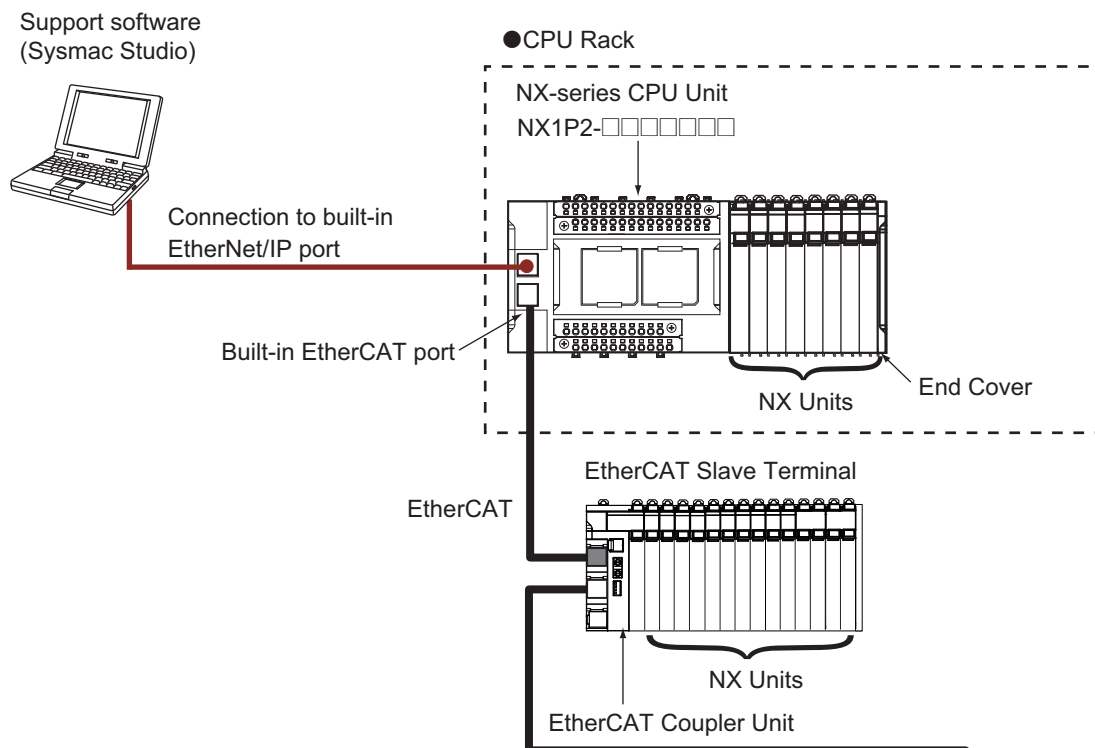 Support software
(Sysmac Studio)
●CPU Rack
NX-series CPU Unit
NX1P2-□□□□□□□
Connection to built-in
EtherNet/IP port
Built-in EtherCAT port
End Cover
NX Units
EtherCAT Slave Terminal
EtherCAT
NX Units
EtherCAT Coupler Unit